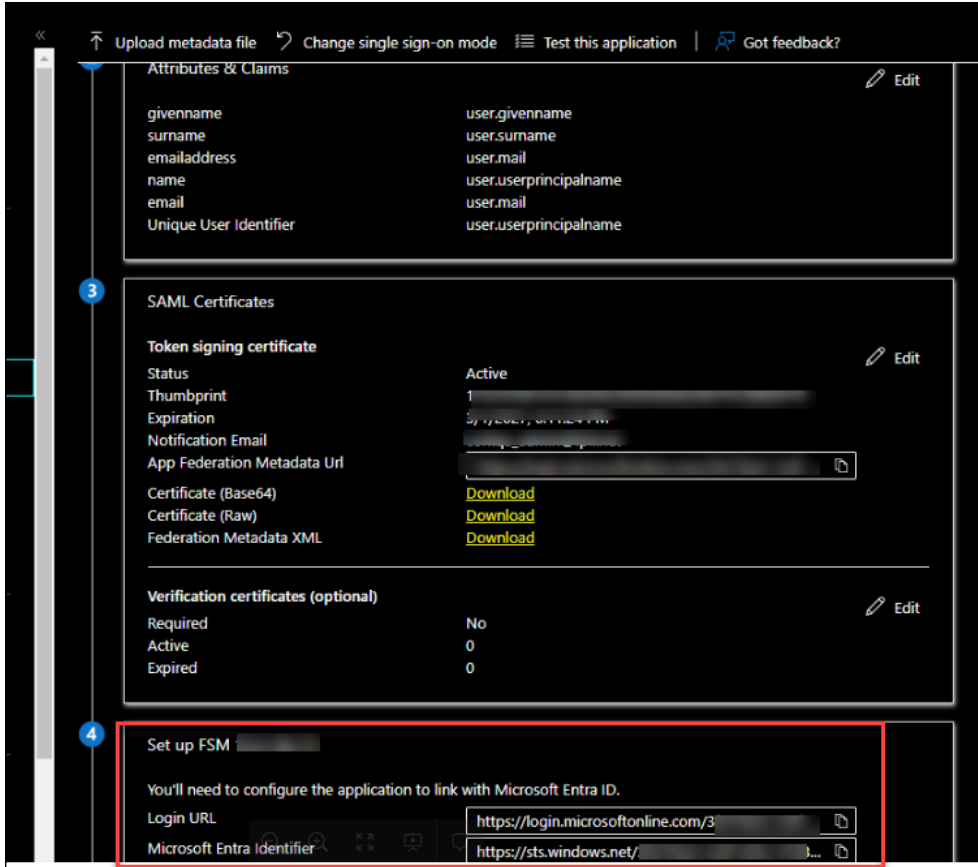 Upload metadata file Change single sign-on mode Test this application Got feedback?
Attributes & Claims
Edit
givenname user.givenname
surname user.surname
emailaddress user.mail
name user.userprincipalname
email user.mail
Unique User Identifier user.userprincipalname
3
SAML Certificates
Token signing certificate
Edit
Status Active
Thumbprint 1
Expiration
Notification Email
App Federation Metadata Url
Certificate (Base64) Download
Certificate (Raw) Download
Federation Metadata XML Download
Verification certificates (optional)
Edit
Required No
Active 0
Expired 0
4
Set up FSM
You'll need to configure the application to link with Microsoft Entra ID.
Login URL https://login.microsoftonline.com/3
Microsoft Entra Identifier https://sts.windows.net/